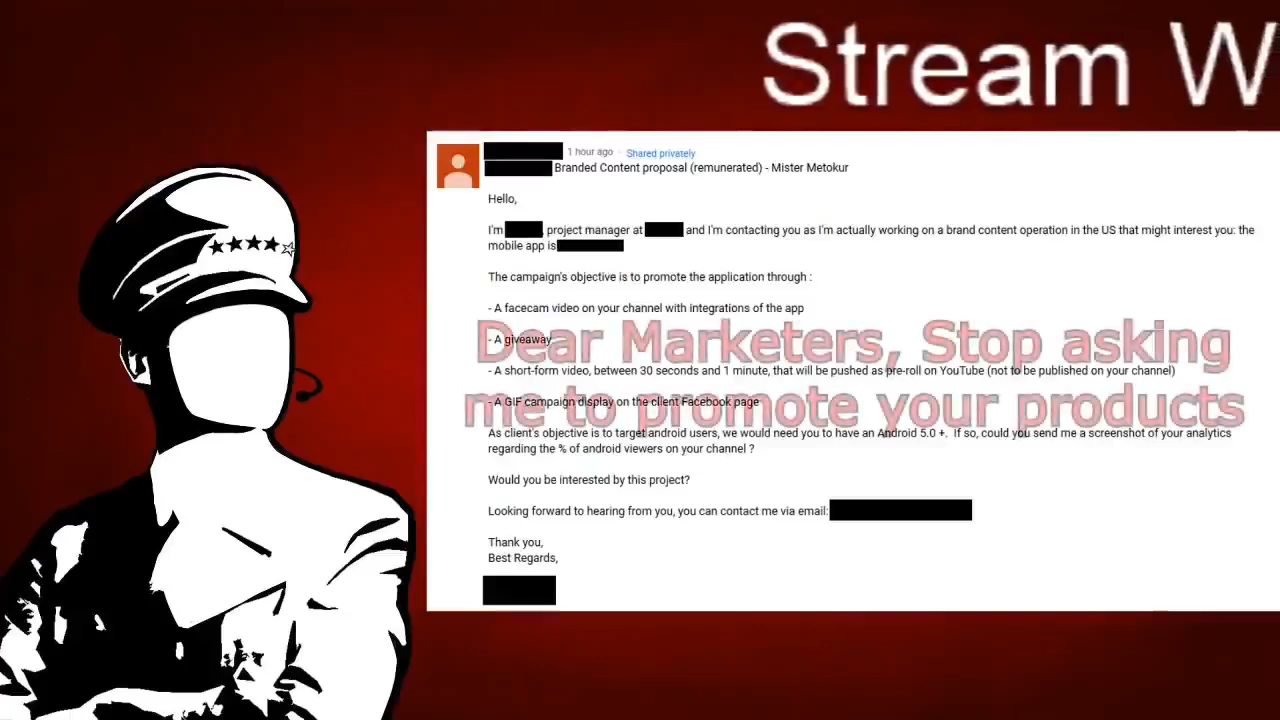 Stream W
1 hour ago · Shared privately
Branded Content proposal (remunerated) - Mister Metokur
Hello,
I'm , project manager at and I'm contacting you as I'm actually working on a brand content operation in the US that might interest you: the
mobile app is
The campaign's objective is to promote the application through :
- A facecam video on your channel with integrations of the app
- A giveaway
- A short-form video, between 30 seconds and 1 minute, that will be pushed as pre-roll on YouTube (not to be published on your channel)
- A GIF campaign display on the client Facebook page
As client's objective is to target android users, we would need you to have an Android 5.0 +. If so, could you send me a screenshot of your analytics
regarding the % of android viewers on your channel ?
Would you be interested by this project?
Looking forward to hearing from you, you can contact me via email:
Thank you,
Best Regards,
Dear Marketers, Stop asking
me to promote your products